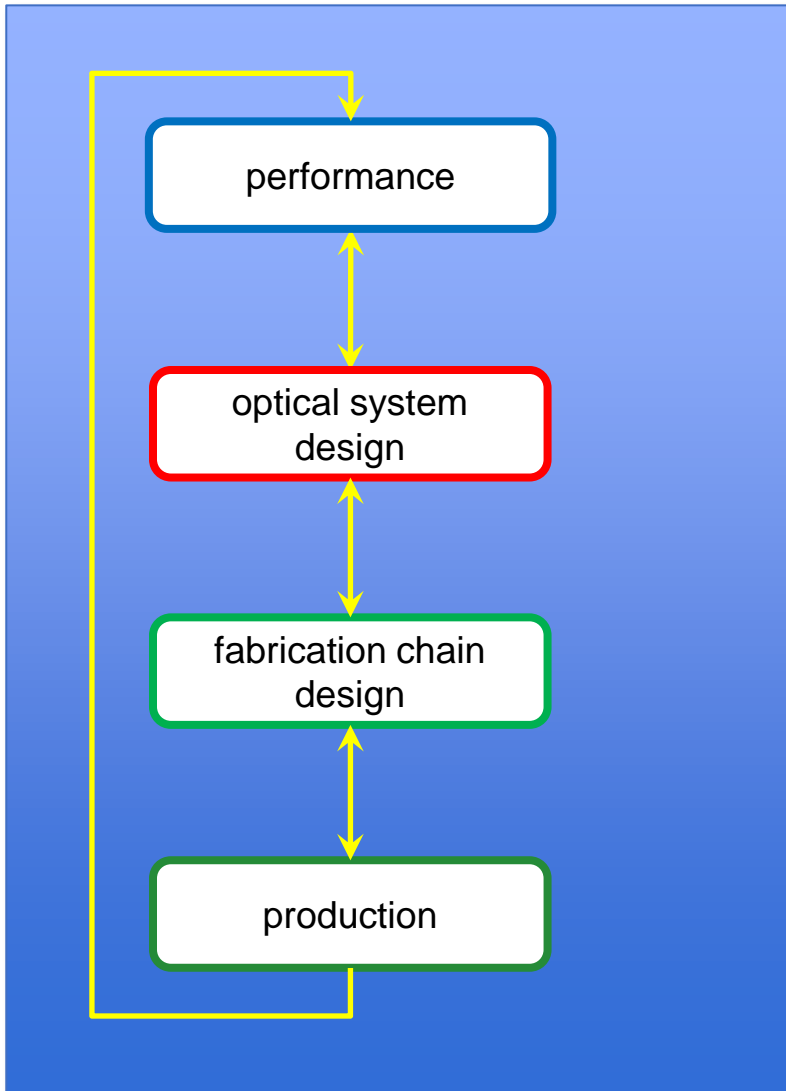 performance
optical system
design
fabrication chain
design
production